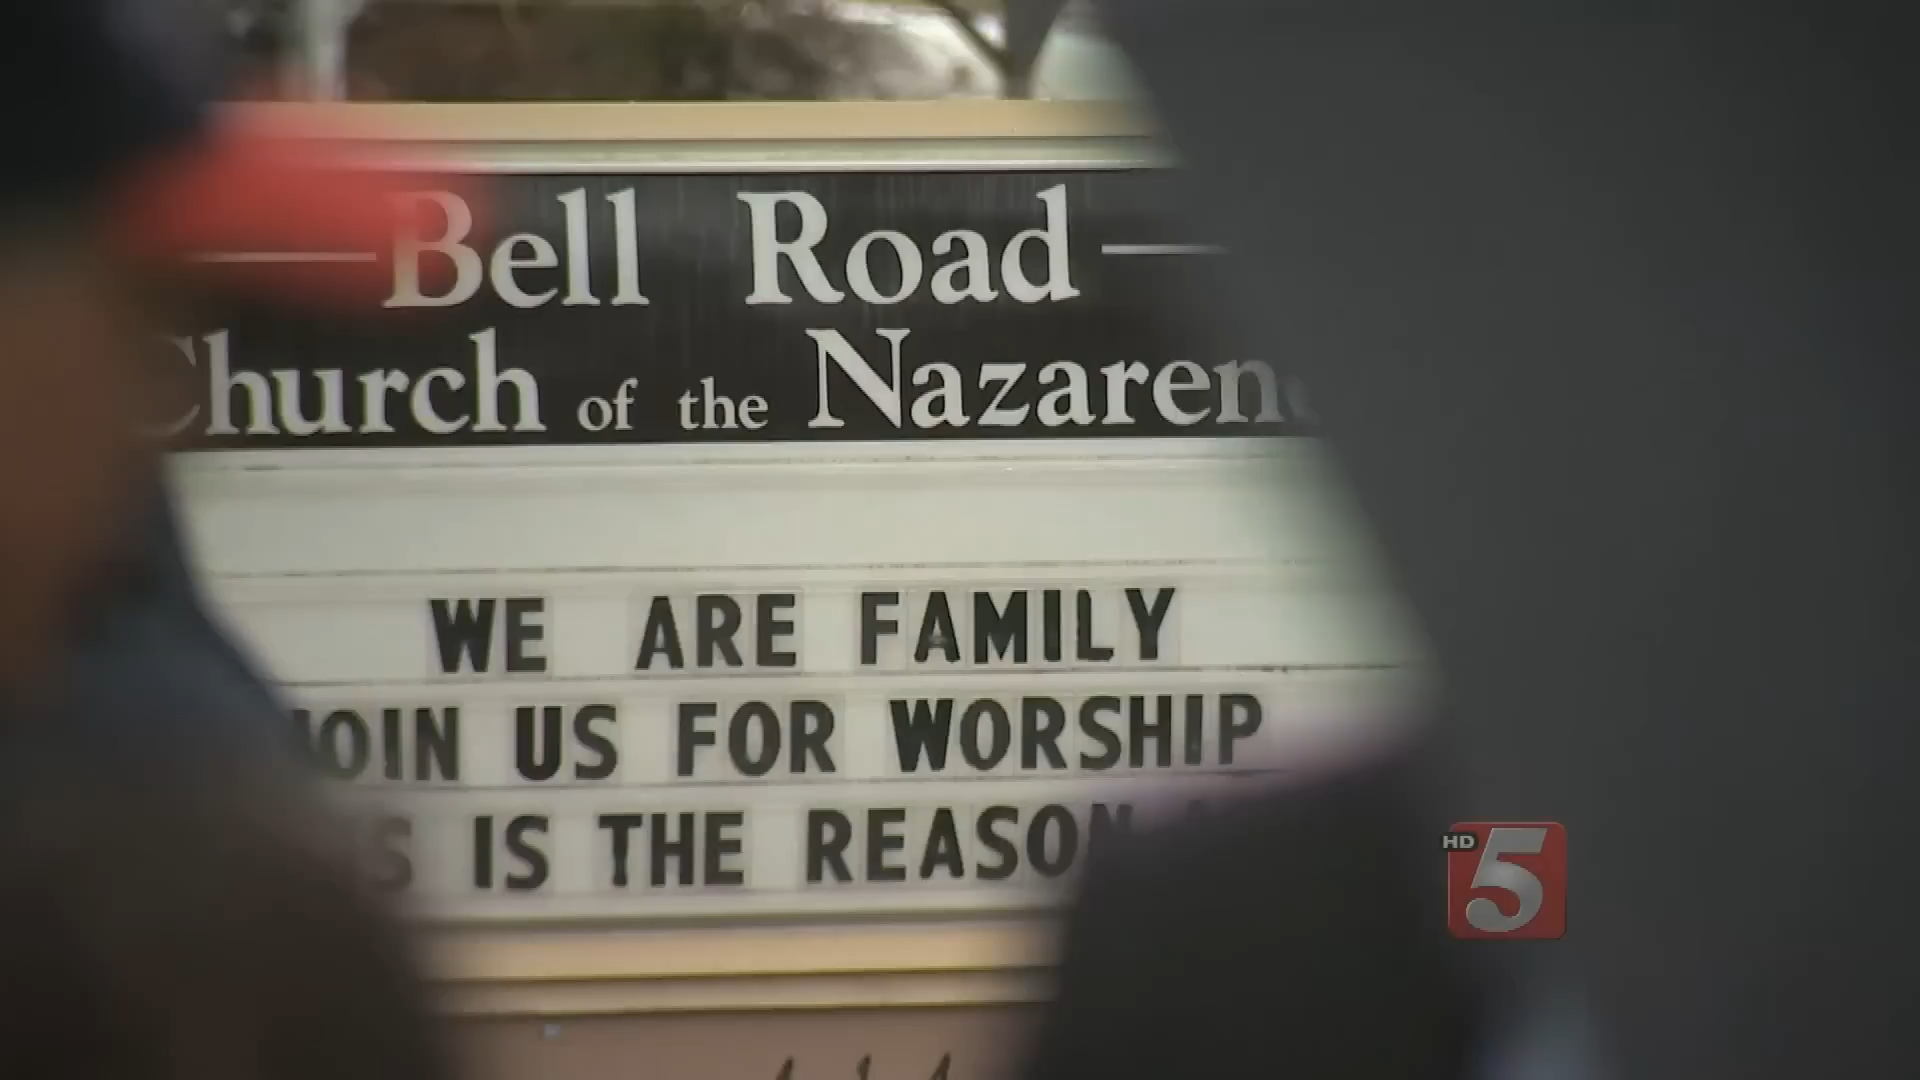 Bell Road
Church of the Nazarene
WE ARE FAMILY
JOIN US FOR WORSHIP
IS THE REASON
HD
5